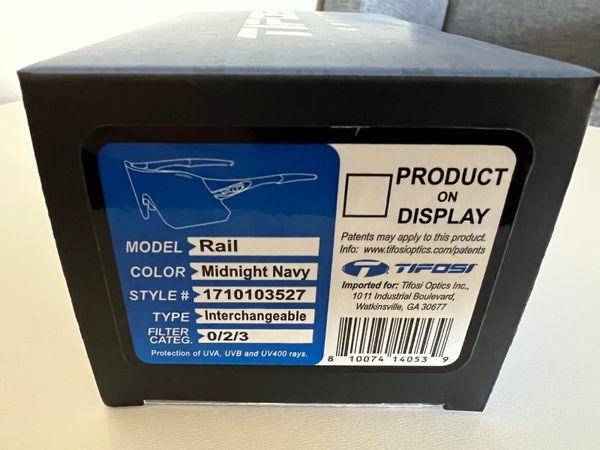 TIFOSI
MODEL Rail
COLOR Midnight Navy
STYLE # 1710103527
TYPE Interchangeable
FILTER CATEG. 0/2/3
Protection of UVA, UVB and UV400 rays.
PRODUCT
ON
DISPLAY
Patents may apply to this product.
Info: www.tifosioptics.com/patents
TIFOSI
Imported for: Tifosi Optics Inc.,
1011 Industrial Boulevard,
Watkinsville, GA 30677
8 10074 14053 9